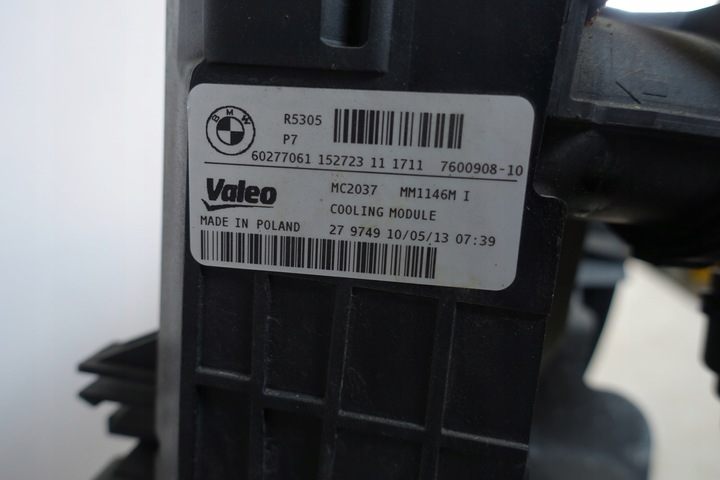 BMW
R5305
P7
60277061 152723 11 1711 7600908-10
Valeo
MC2037 MM1146M I
COOLING MODULE
MADE IN POLAND
27 9749 10/05/13 07:39